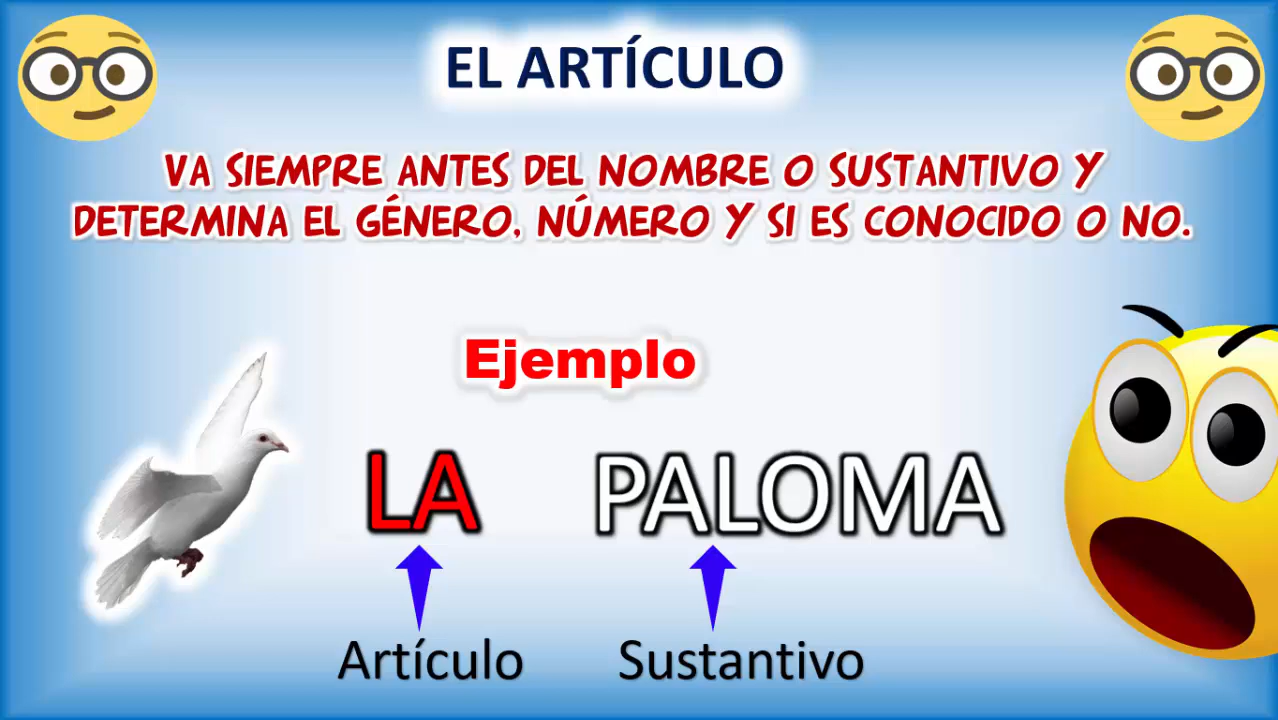 EL ARTÍCULO
VA SIEMPRE ANTES DEL NOMBRE O SUSTANTIVO Y
DETERMINA EL GÉNERO, NÚMERO Y SI ES CONOCIDO O NO.
Ejemplo
LA PALOMA
Artículo Sustantivo